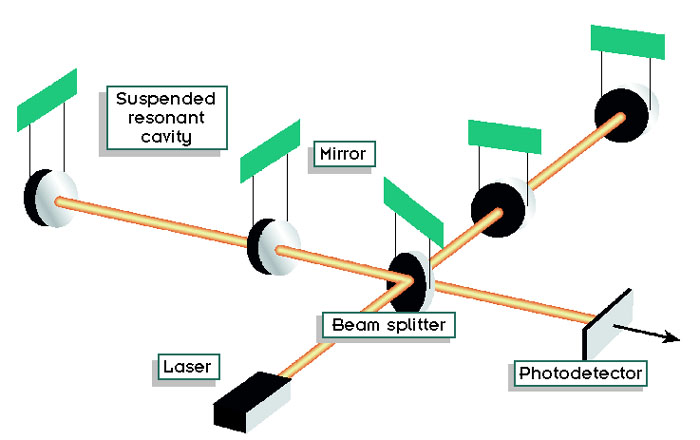 Suspended
resonant
cavity
Mirror
Beam splitter
Laser
Photodetector